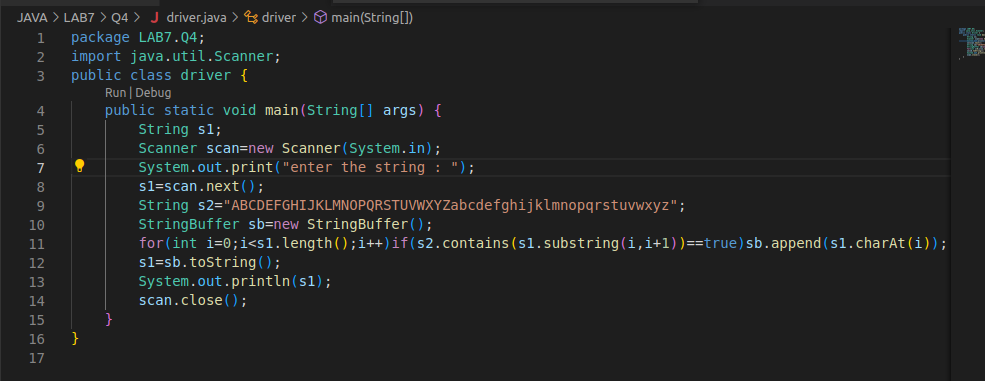 JAVA > LAB7 > Q4 > J driver.java > driver > main(String[])
1 package LAB7.Q4;
2 import java.util.Scanner;
3 public class driver {
Run | Debug
4 public static void main(String[] args) {
5 String s1;
6 Scanner scan=new Scanner(System.in);
7 System.out.print("enter the string : ");
8 s1=scan.next();
9 String s2="ABCDEFGHIJKLMNOPQRSTUVWXYZabcdefghijklmnopqrstuvwxyz";
10 StringBuffer sb=new StringBuffer();
11 for(int i=0;i<s1.length();i++)if(s2.contains(s1.substring(i,i+1))==true)sb.append(s1.charAt(i));
12 s1=sb.toString();
13 System.out.println(s1);
14 scan.close();
15 }
16 }
17